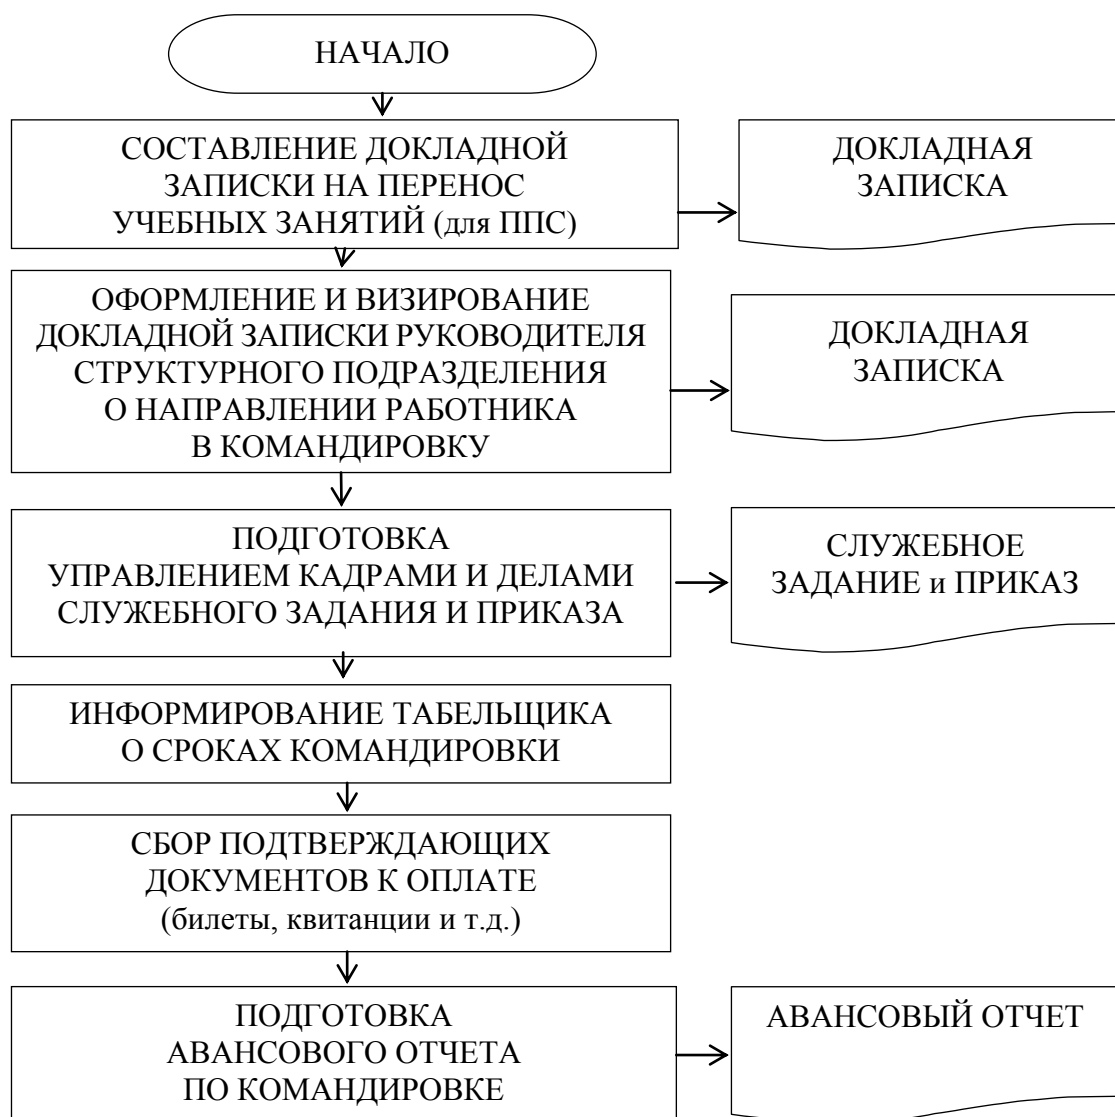 НАЧАЛО
СОСТАВЛЕНИЕ ДОКЛАДНОЙ
ЗАПИСКИ НА ПЕРЕНОС
УЧЕБНЫХ ЗАНЯТИЙ (для ППС)
ДОКЛАДНАЯ
ЗАПИСКА
ОФОРМЛЕНИЕ И ВИЗИРОВАНИЕ
ДОКЛАДНОЙ ЗАПИСКИ РУКОВОДИТЕЛЯ
СТРУКТУРНОГО ПОДРАЗДЕЛЕНИЯ
О НАПРАВЛЕНИИ РАБОТНИКА
В КОМАНДИРОВКУ
ДОКЛАДНАЯ
ЗАПИСКА
ПОДГОТОВКА
УПРАВЛЕНИЕМ КАДРАМИ И ДЕЛАМИ
СЛУЖЕБНОГО ЗАДАНИЯ И ПРИКАЗА
СЛУЖЕБНОЕ
ЗАДАНИЕ и ПРИКАЗ
ИНФОРМИРОВАНИЕ ТАБЕЛЬЩИКА
О СРОКАХ КОМАНДИРОВКИ
СБОР ПОДТВЕРЖДАЮЩИХ
ДОКУМЕНТОВ К ОПЛАТЕ
(билеты, квитанции и т.д.)
ПОДГОТОВКА
АВАНСОВОГО ОТЧЕТА
ПО КОМАНДИРОВКЕ
АВАНСОВЫЙ ОТЧЕТ